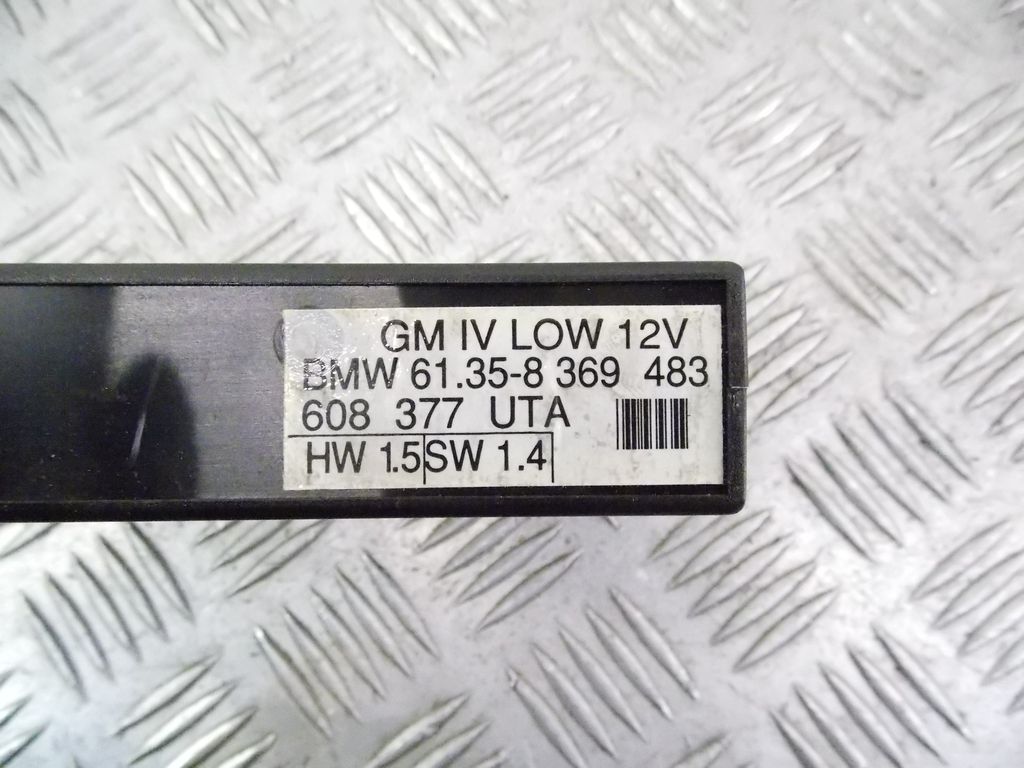 GM IV LOW 12V
BMW 61.35-8 369 483
608 377 UTA
HW 1.5 SW 1.4